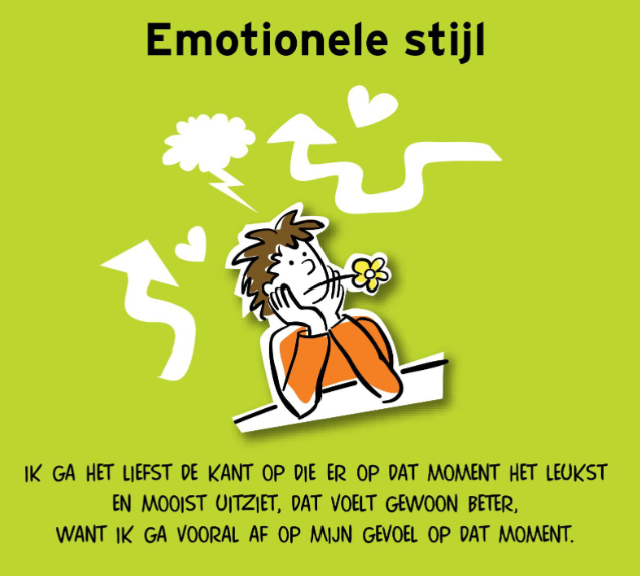 Emotionele stijl
IK GA HET LIEFST DE KANT OP DIE ER OP DAT MOMENT HET LEUKST
EN MOOIST UITZIET, DAT VOELT GEWOON BETER,
WANT IK GA VOORAL AF OP MIJN GEVOEL OP DAT MOMENT.